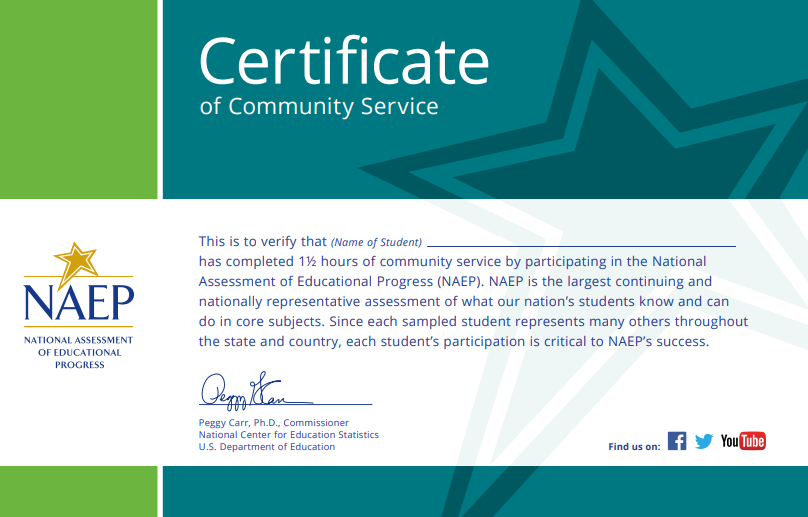 Certificate
of Community Service
This is to verify that (Name of Student)
has completed 1½ hours of community service by participating in the National
Assessment of Educational Progress (NAEP). NAEP is the largest continuing and
nationally representative assessment of what our nation's students know and can
do in core subjects. Since each sampled student represents many others throughout
the state and country, each student's participation is critical to NAEP's success.
NAEP
NATIONAL ASSESSMENT
OF EDUCATIONAL
PROGRESS
Peggy Carr
Peggy Carr, Ph.D., Commissioner
National Center for Education Statistics
U.S. Department of Education
Find us on: f YouTube